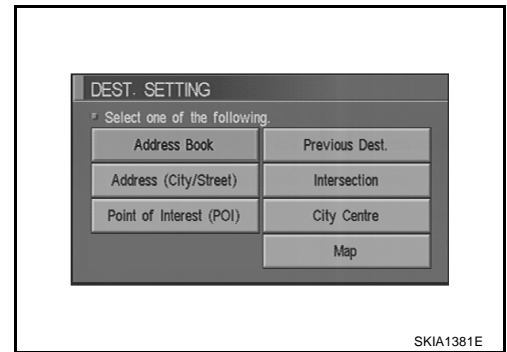 DEST. SETTING
Select one of the following.
Address Book
Previous Dest.
Address (City/Street)
Intersection
Point of Interest (POI)
City Centre
Map
SKIA1381E